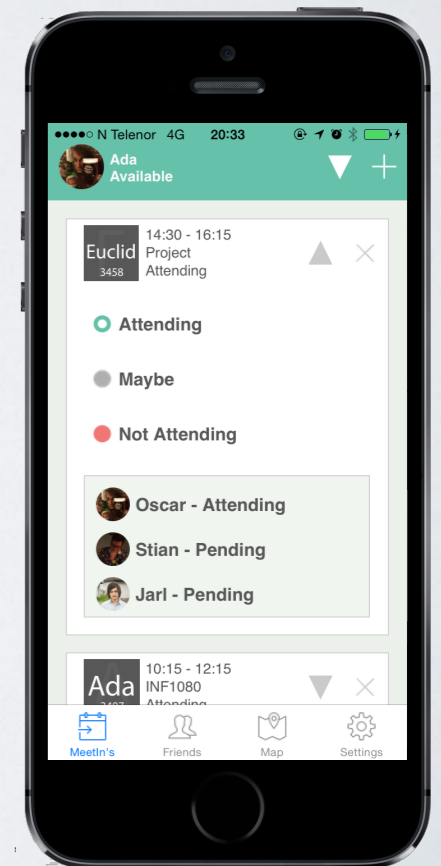 N Telenor 4G 20:33
Ada
Available
Euclid
3458
14:30 - 16:15
Project
Attending
Attending
Maybe
Not Attending
Oscar - Attending
Stian - Pending
Jarl - Pending
Ada
10:15 - 12:15
INF1080
Attending
MeetIn's Friends Map Settings